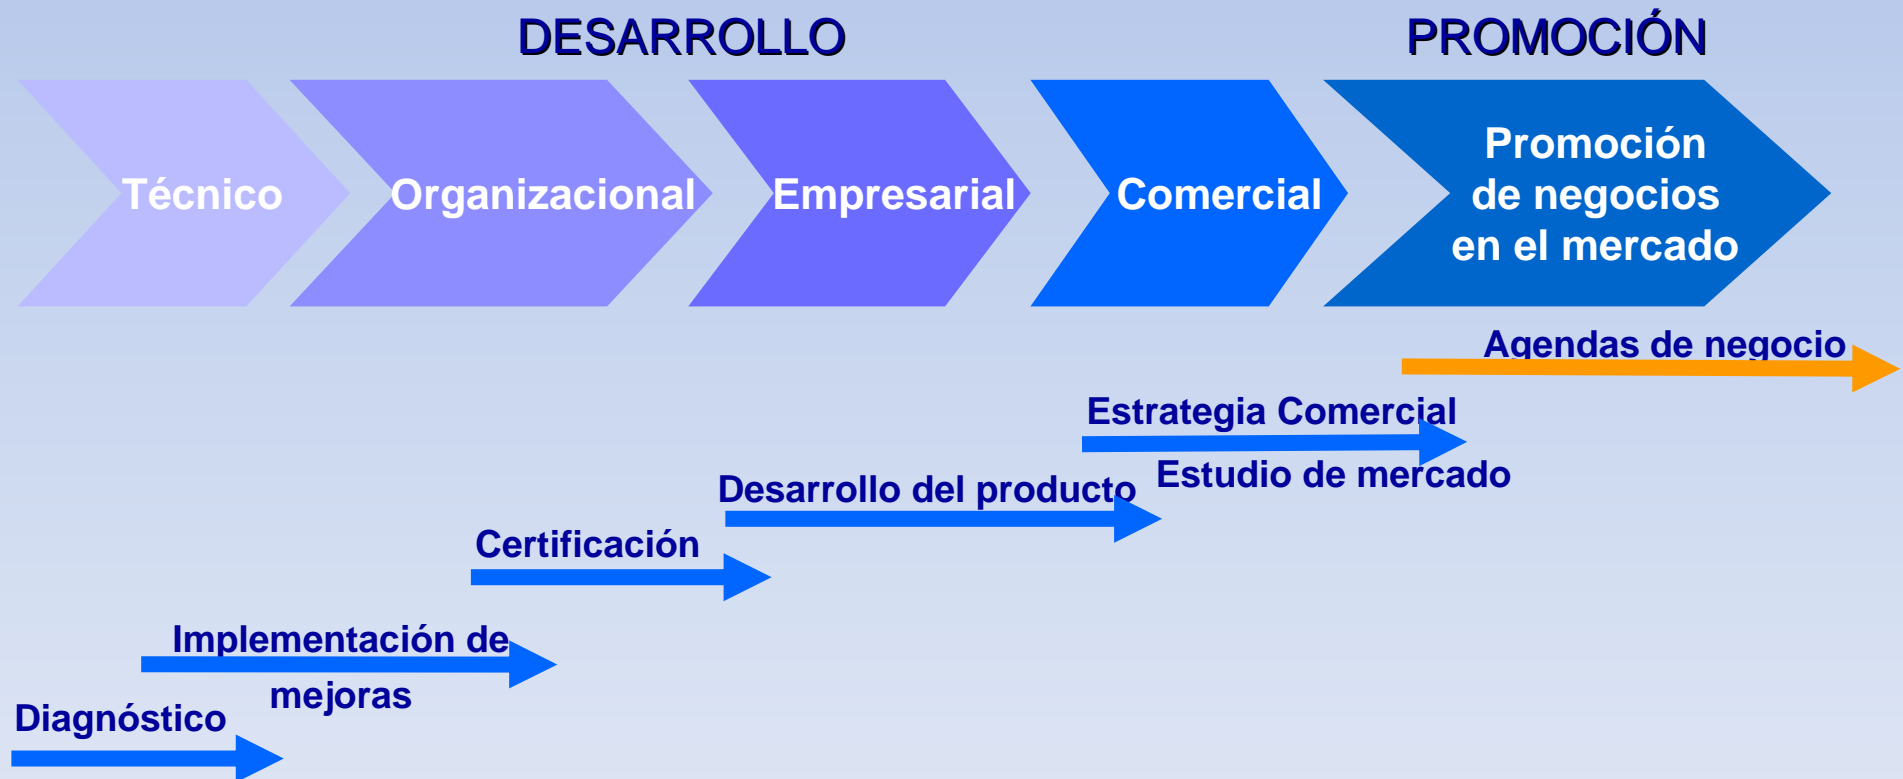 DESARROLLO
PROMOCIÓN
Técnico
Organizacional
Empresarial
Comercial
Promoción
de negocios
en el mercado
Agendas de negocio
Estrategia Comercial
Estudio de mercado
Desarrollo del producto
Certificación
Implementación de
mejoras
Diagnóstico